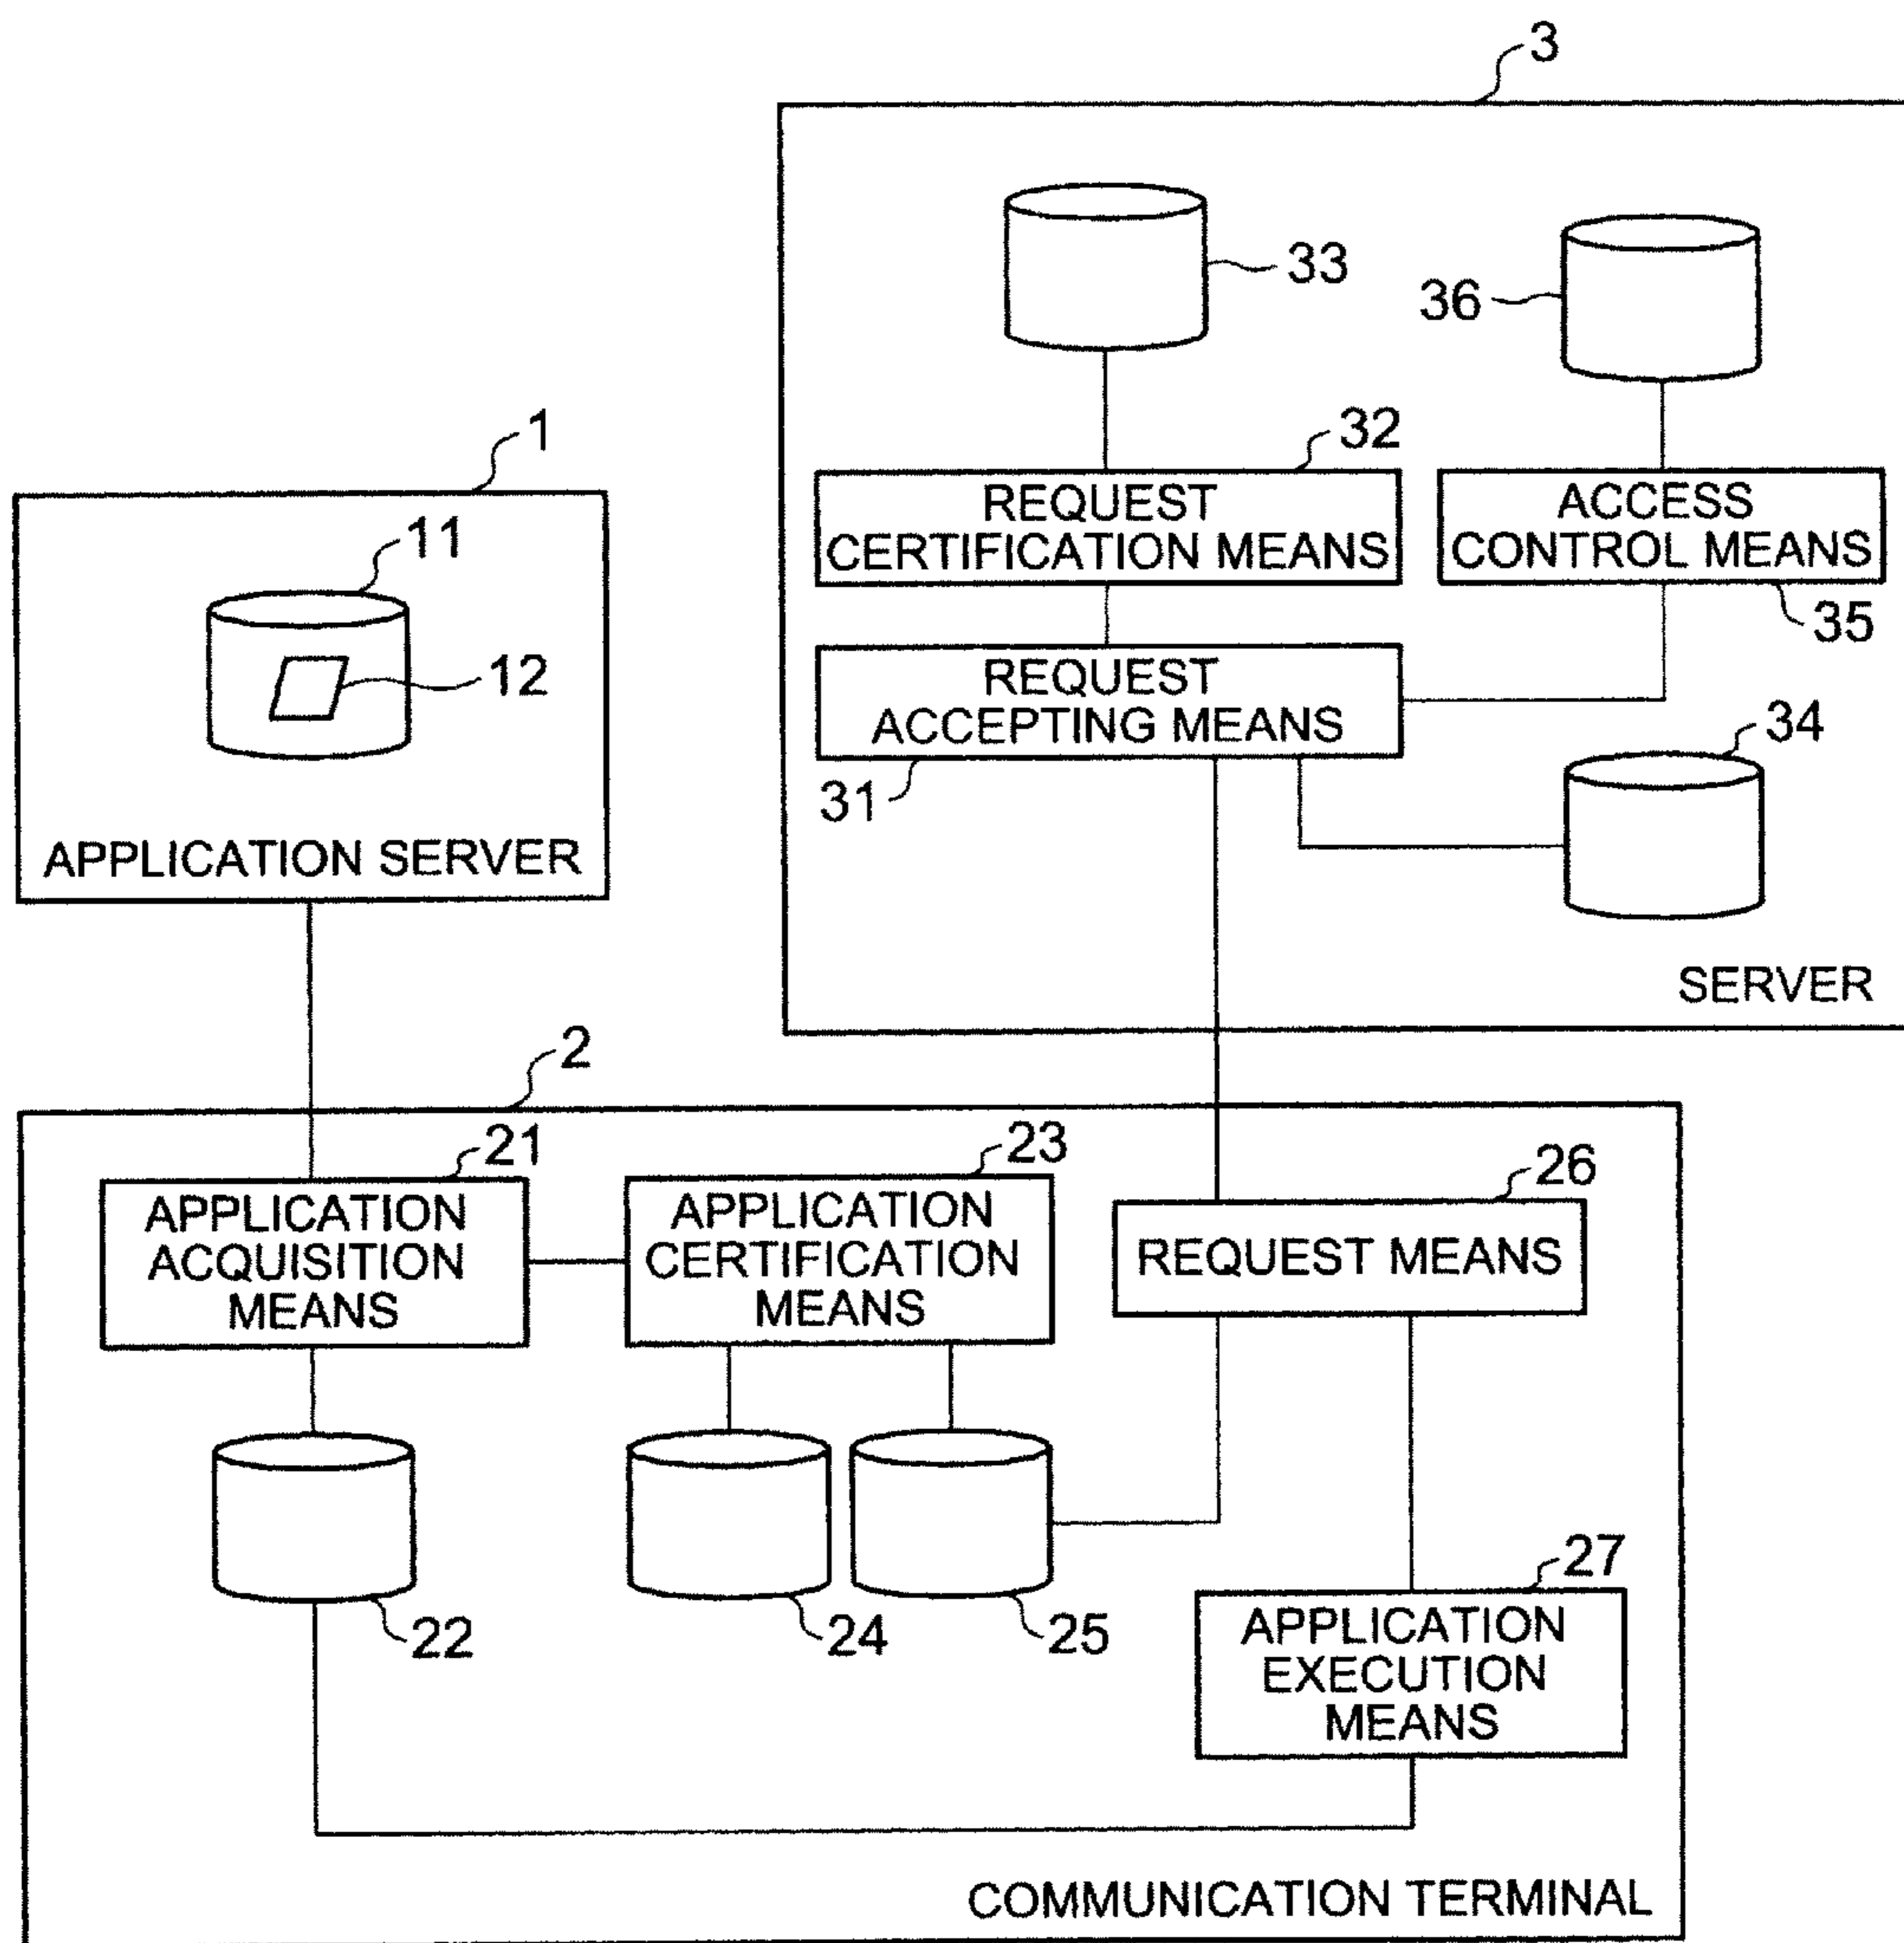 3
33
36
32
REQUEST
CERTIFICATION MEANS
ACCESS
CONTROL MEANS
35
REQUEST
ACCEPTING MEANS
31
34
SERVER
1
11
12
APPLICATION SERVER
2
21
APPLICATION
ACQUISITION
MEANS
23
APPLICATION
CERTIFICATION
MEANS
26
REQUEST MEANS
22
24
25
27
APPLICATION
EXECUTION
MEANS
COMMUNICATION TERMINAL